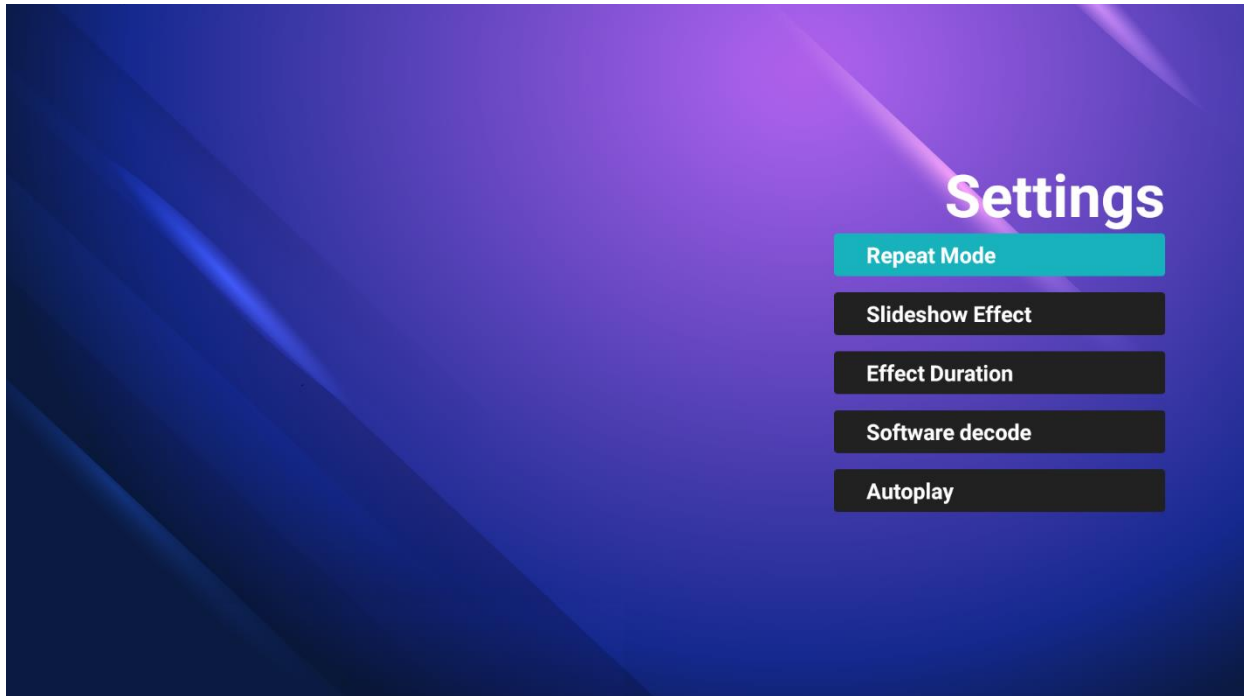 Settings
Repeat Mode
Slideshow Effect
Effect Duration
Software decode
Autoplay